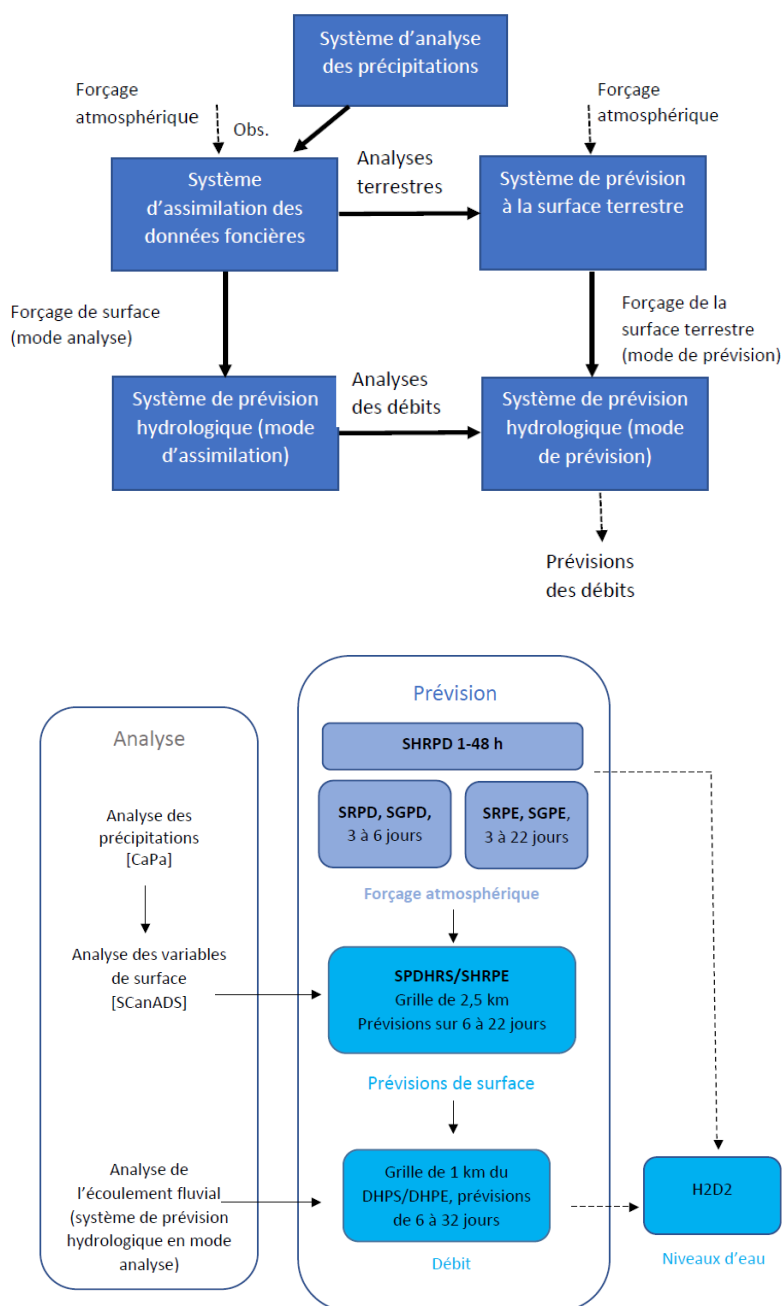 Système d'analyse
des précipitations
Forçage
atmosphérique
Obs.
Forçage
atmosphérique
Analyses
terrestres
Système
d'assimilation des
données foncières
Système de prévision
à la surface terrestre
Forçage de surface
(mode analyse)
Forçage de la
surface terrestre
(mode de prévision)
Analyses
des débits
Système de prévision
hydrologique (mode
d'assimilation)
Système de prévision
hydrologique (mode
de prévision)
Prévisions
des débits
Prévision
Analyse
SHRPD 1-48 h
SRPD, SGPD,
3 à 6 jours
SRPE, SGPE,
3 à 22 jours
Analyse des
précipitations
[CaPa]
Forçage atmosphérique
Analyse des variables
de surface
[SCanADS]
SPDHRS/SHRPE
Grille de 2,5 km
Prévisions sur 6 à 22 jours
Prévisions de surface
Analyse de
l'écoulement fluvial
(système de prévision
hydrologique en mode
analyse)
Grille de 1 km du
DHPS/DHPE, prévisions
de 6 à 32 jours
Débit
H2D2
Niveaux d'eau